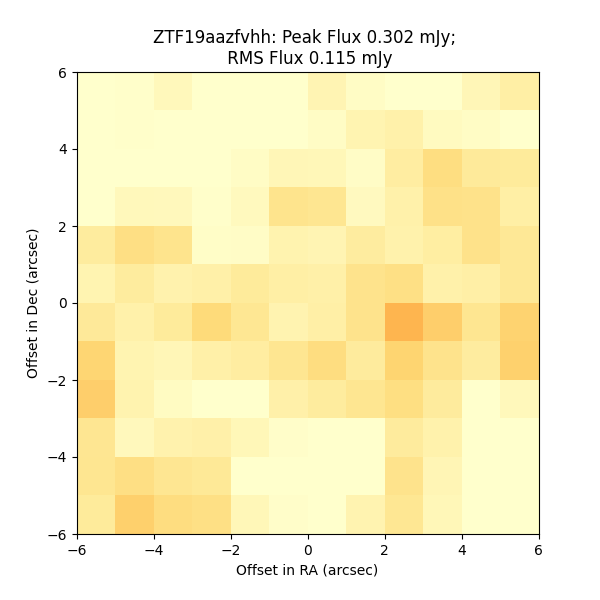 ZTF19aazfvhh: Peak Flux 0.302 mJy;
RMS Flux 0.115 mJy
6
4
2
0
−2
−4
−6
Offset in Dec (arcsec)
−6 −4 −2 0 2 4 6
Offset in RA (arcsec)